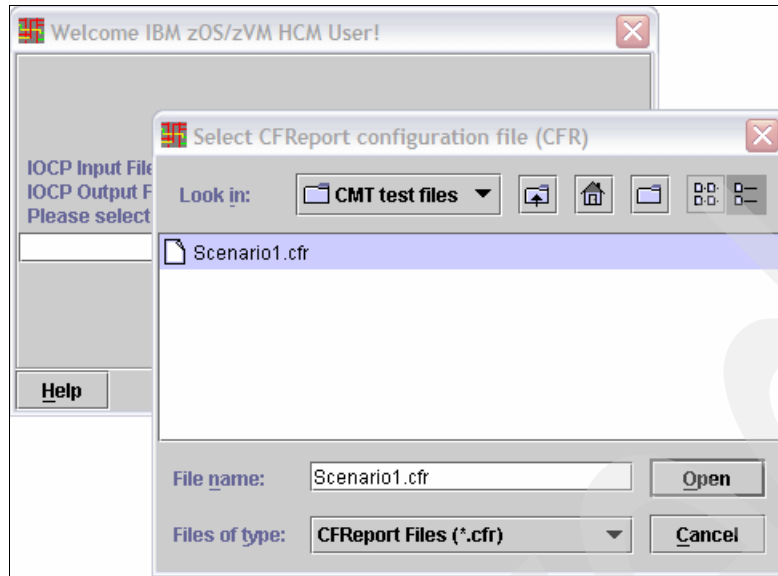 Welcome IBM zOS/zVM HCM User!
Select CFReport configuration file (CFR)
IOCP Input File
IOCP Output F
Please select
Look in:
CMT test files
Scenario1.cfr
Help
File name:
Scenario1.cfr
Open
Files of type:
CFReport Files (*.cfr)
Cancel